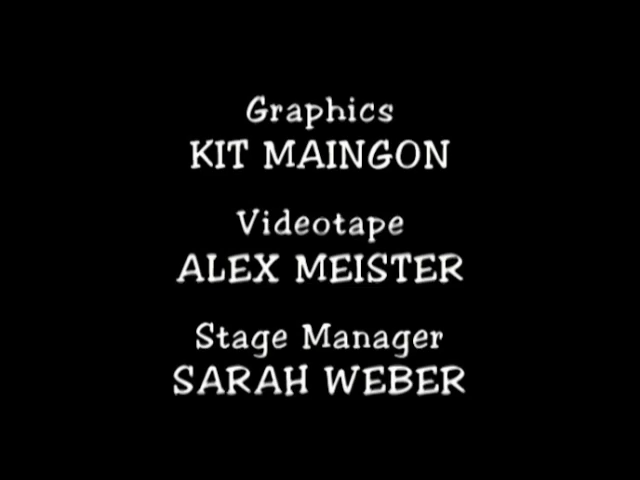 Graphics
KIT MAINGON
Videotape
ALEX MEISTER
Stage Manager
SARAH WEBER